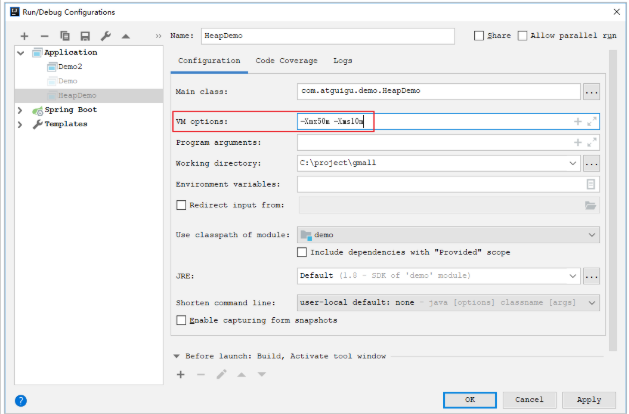 Run/Debug Configurations
Name: HeapDemo
Share
Allow parallel run
Application
Demo2
Demo
HeapDemo
Spring Boot
Templates
Configuration Code Coverage Logs
Main class: com.atguigu.demo.HeapDemo
VM options: -Xmx50m -Xms10m
Program arguments:
Working directory: C:\project\gmall
Environment variables:
Redirect input from:
Use classpath of module: demo
Include dependencies with "Provided" scope
JRE: Default (1.8 - SDK of 'demo' module)
Shorten command line: user-local default: none - java [options] classname [args]
Enable capturing form snapshots
Before launch: Build, Activate tool window
OK Cancel Apply